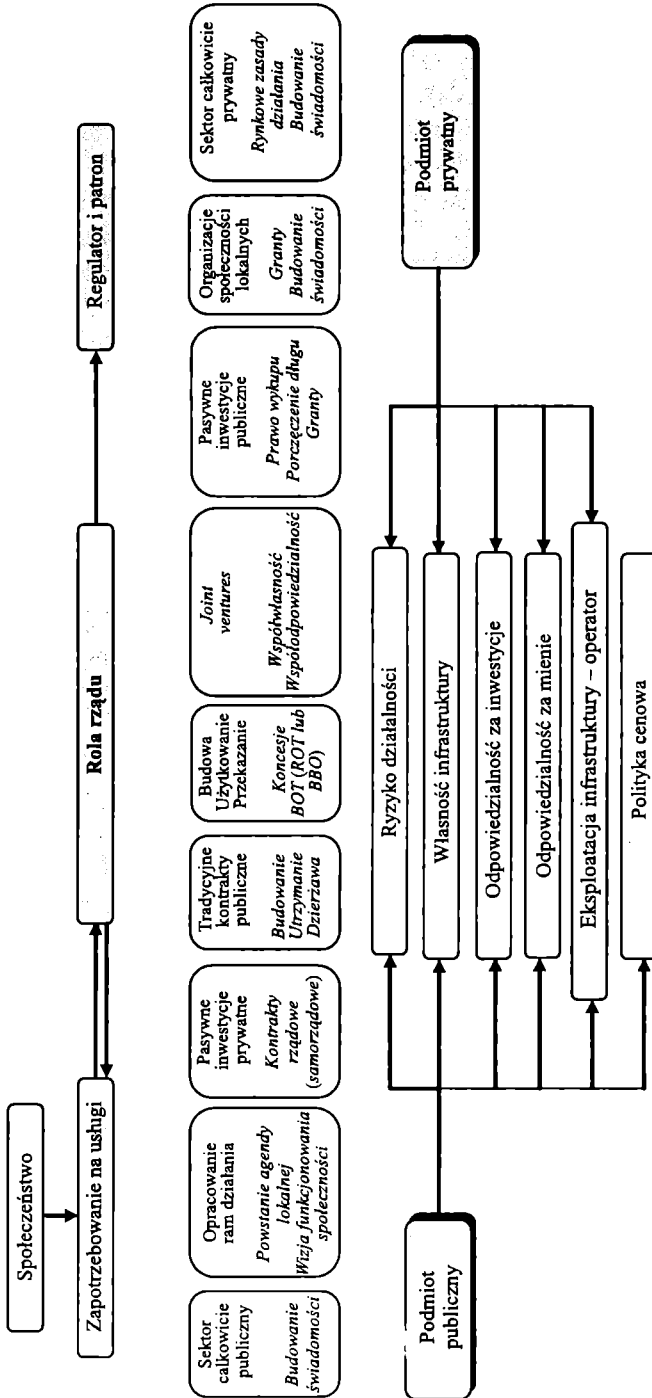 Społeczeństwo
Zapotrzebowanie na usługi
Rola rządu
Regulator i patron
Sektor
całkowicie
publiczny
Budowanie
świadomości
Opracowanie
ram działania
Powstanie agendy
lokalnej
Wizja funkcjonowania
społeczności
Pasywne
inwestycje
prywatne
Kontrakty
rządowe
(samorządowe)
Tradycyjne
kontrakty
publiczne
Budowanie
Utrzymanie
Dzierżawa
Budowa
Użytkowanie
Przekazanie
Koncesje
BOT (ROT lub
BBO)
Joint
ventures
Współwłasność
Współodpowiedzialność
Pasywne
inwestycje
publiczne
Prawo wykupu
Poręczenie długu
Granty
Organizacje
społeczności
lokalnych
Granty
Budowanie
świadomości
Sektor całkowicie
prywatny
Rynkowe zasady
działania
Budowanie
świadomości
Podmiot
publiczny
Ryzyko działalności
Własność infrastruktury
Odpowiedzialność za inwestycje
Odpowiedzialność za mienie
Eksploatacja infrastruktury – operator
Polityka cenowa
Podmiot
prywatny